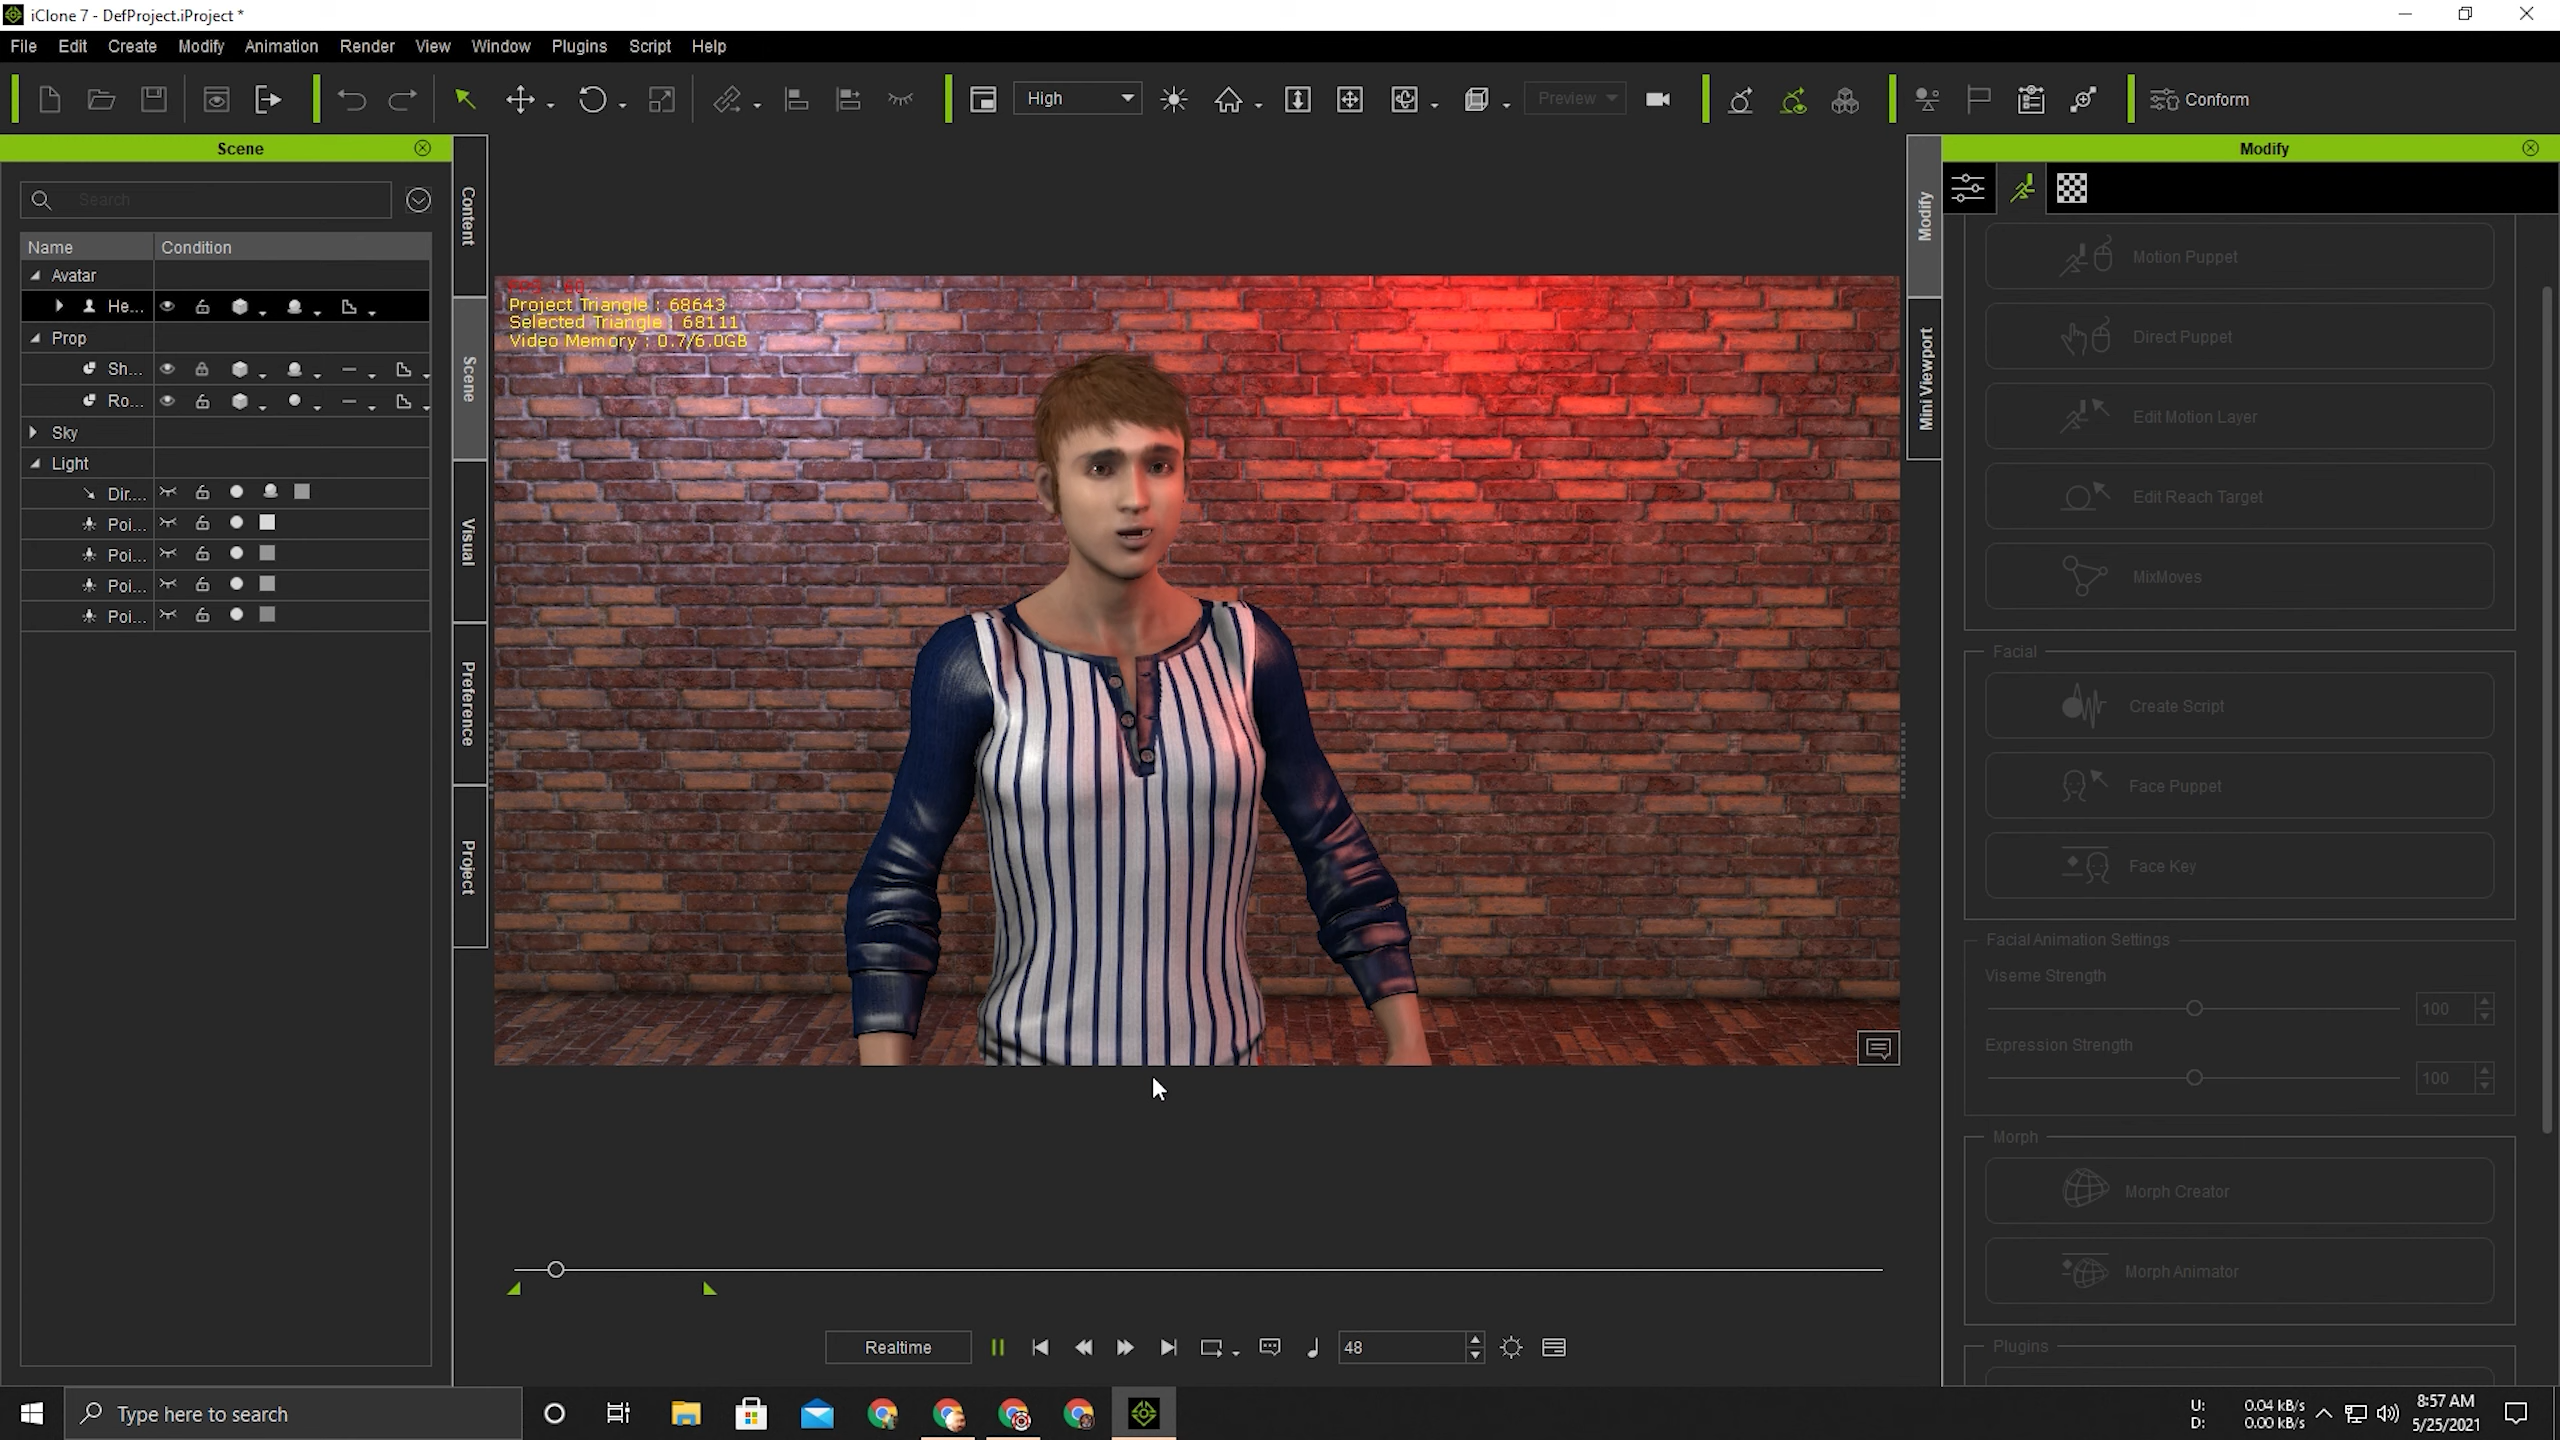 iClone 7 - DefProject.iProject *
File Edit Create Modify Animation Render View Window Plugins Script Help
High
Preview
Conform
Scene
Search
Name Condition
Avatar
He...
Prop
Sh...
Ro...
Sky
Light
Dir....
Poi...
Poi...
Poi...
Poi...
Content
Scene
Visual
Preference
Project
Project Triangle : 68643
Selected Triangle : 68111
Video Memory : 0.7/6.0GB
Realtime
48
Modify
Mini Viewport
Modify
Motion Puppet
Direct Puppet
Edit Motion Layer
Edit Reach Target
MixMoves
Facial
Create Script
Face Puppet
Face Key
Facial Animation Settings
Viseme Strength
100
Expression Strength
100
Morph
Morph Creator
Morph Animator
Plugins
Type here to search
U: 0.04 kB/s
D: 0.00 kB/s
8:57 AM
5/25/2021